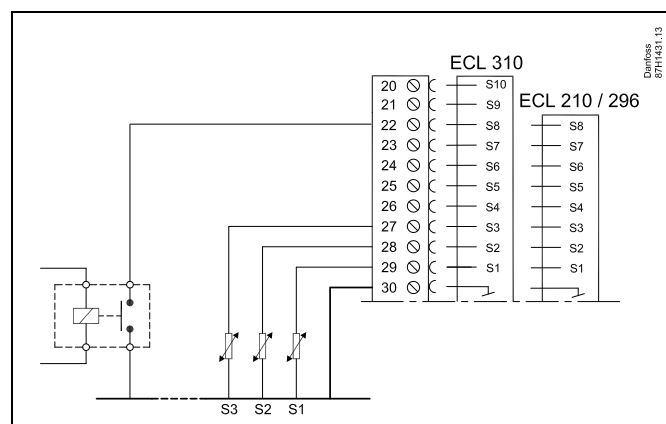 Danfoss
87H1431.13
ECL 310
ECL 210 / 296
20 S10
21 S9
22 S8 S8
23 S7 S7
24 S6 S6
25 S5 S5
26 S4 S4
27 S3 S3
28 S2 S2
29 S1 S1
30
S3 S2 S1